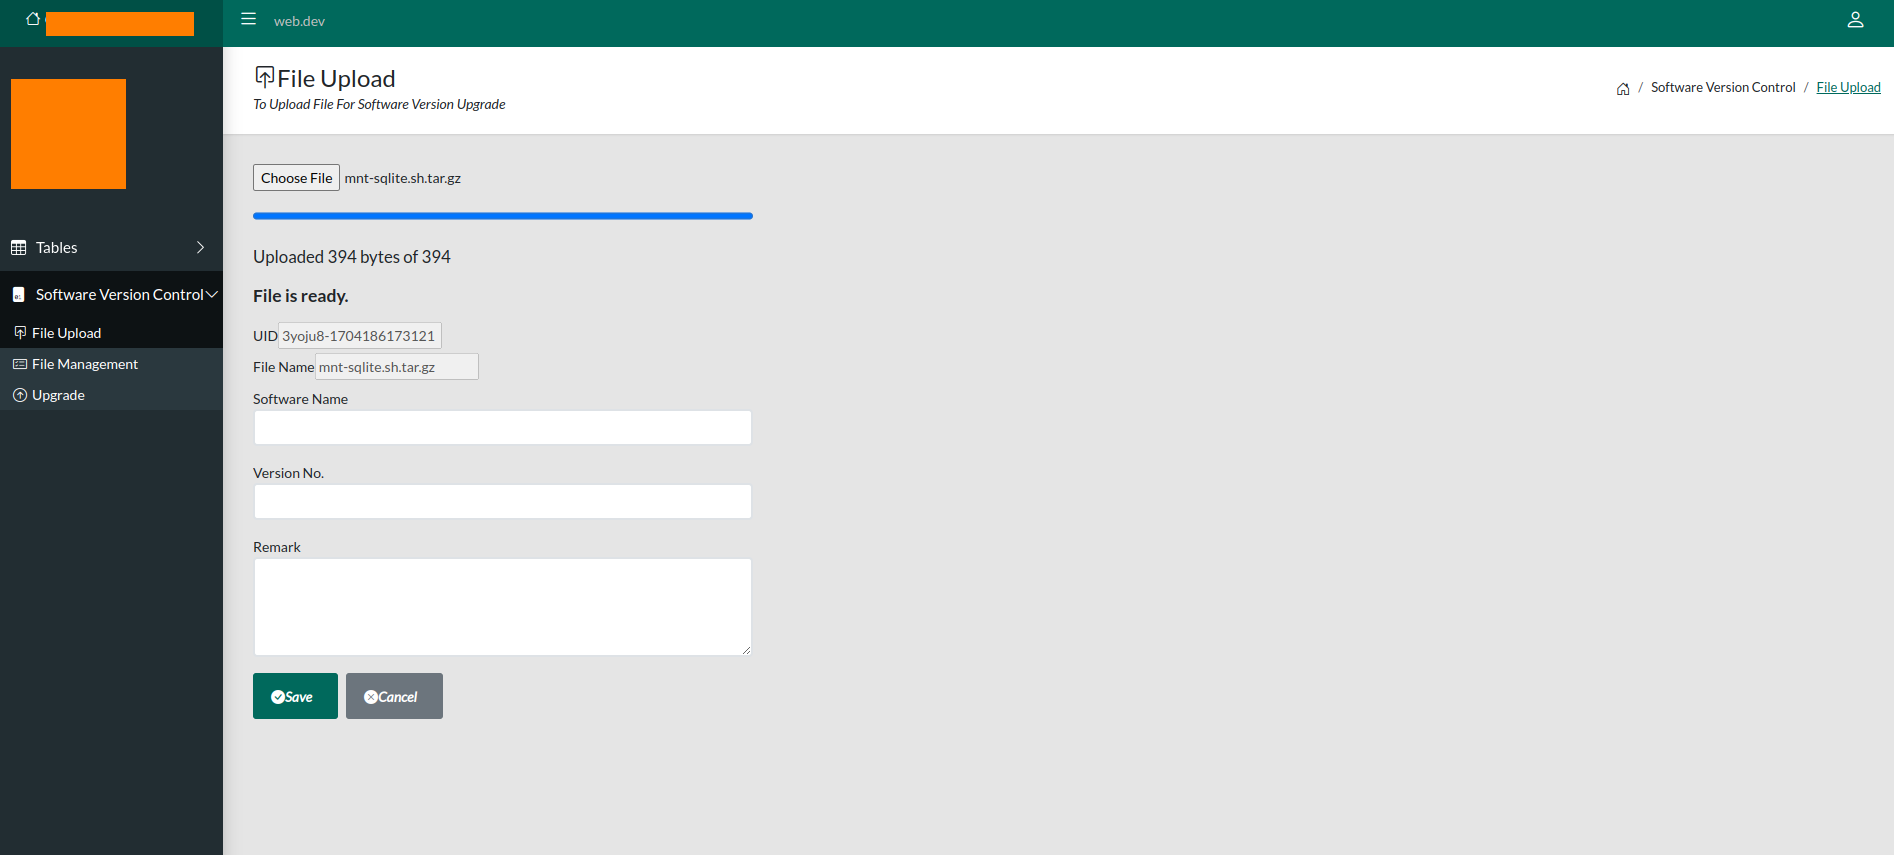 web.dev
File Upload
To Upload File For Software Version Upgrade
/ Software Version Control / File Upload
Tables
Software Version Control
File Upload
File Management
Upgrade
Choose File mnt-sqlite.sh.tar.gz
Uploaded 394 bytes of 394
File is ready.
UID 3yoju8-1704186173121
File Name mnt-sqlite.sh.tar.gz
Software Name
Version No.
Remark
Save Cancel